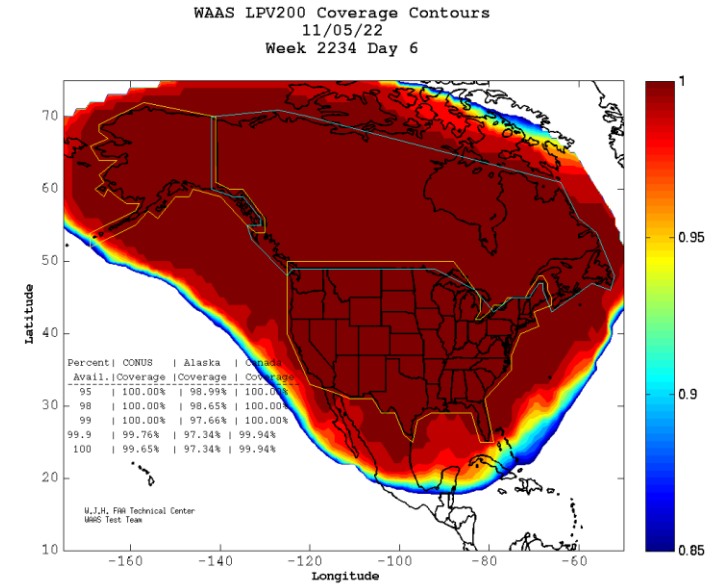 WAAS LPV200 Coverage Contours
11/05/22
Week 2234 Day 6
1
70
60
0.95
50
Latitude
40
Percent| CONUS | Alaska | Canada
Avail.|Coverage |Coverage | Coverage
95 | 100.00% | 98.99% | 100.00%
0.9
98 | 100.00% | 98.65% | 100.00%
30
99 | 100.00% | 97.66% | 100.00%
99.9 | 99.76% | 97.34% | 99.94%
100 | 99.65% | 97.34% | 99.94%
20
W.J.H. FAA Technical Center
WAAS Test Team
10
0.85
-160 -140 -120 -100 -80 -60
Longitude